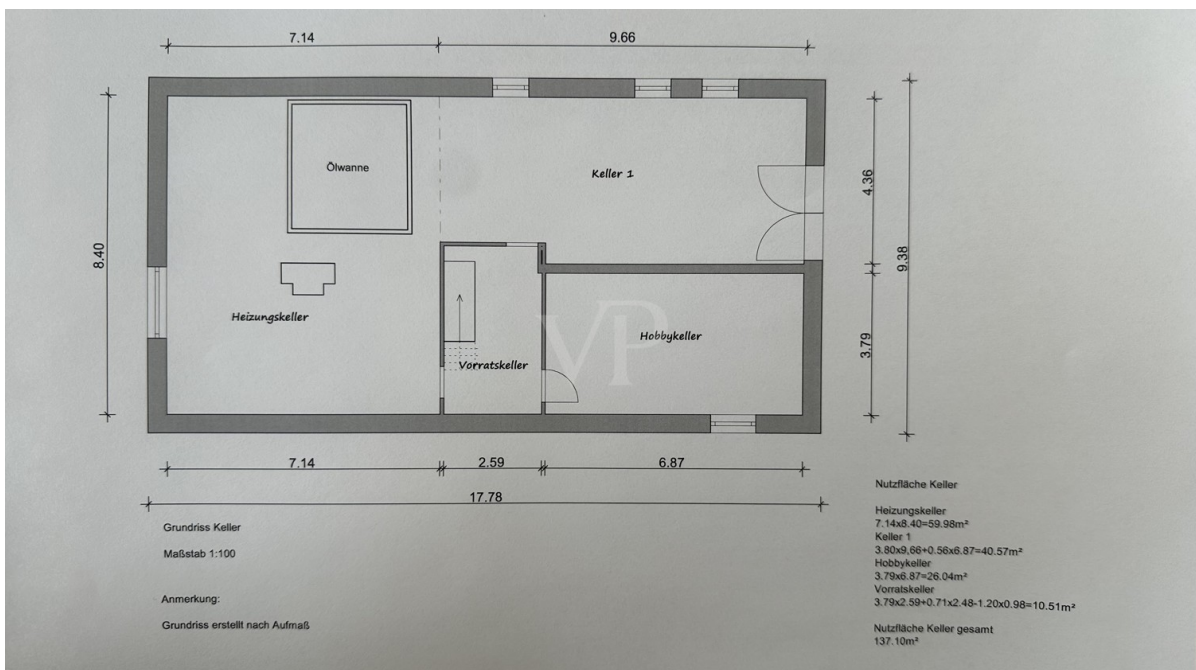 7.14
9.66
Ölwanne
Keller 1
8.40
4.36
9.38
Heizungskeller
Hobbykeller
3.79
Vorratskeller
VP
7.14
2.59
6.87
17.78
Grundriss Keller
Maßstab 1:100
Anmerkung:
Grundriss erstellt nach Aufmaß
Nutzfläche Keller
Heizungskeller
7.14x8.40=59.98m²
Keller 1
3.80x9,66+0.56x6.87=40.57m²
Hobbykeller
3.79x6.87=26.04m²
Vorratskeller
3.79x2.59+0.71x2.48-1.20x0.98=10.51m²
Nutzfläche Keller gesamt
137.10m²